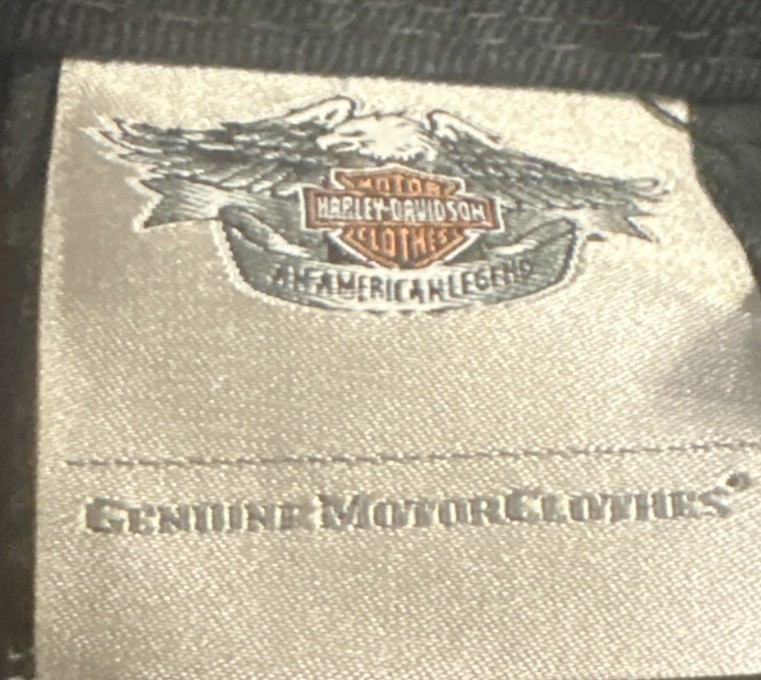 MOTOR
HARLEY-DAVIDSON
CLOTHES
AN AMERICAN LEGEND
GENUINE MOTORCLOTHES®